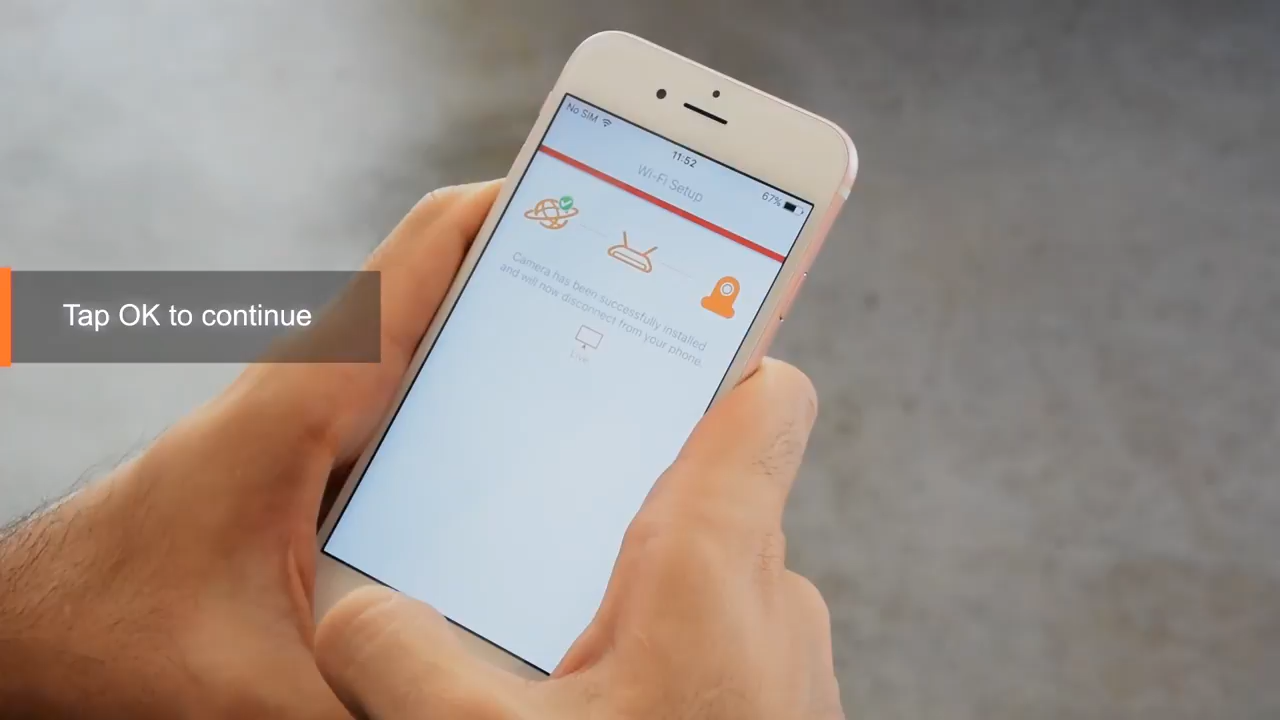 No SIM
11:52
67%
Wi-Fi Setup
Tap OK to continue
Camera has been successfully installed
and will now disconnect from your phone.
Live